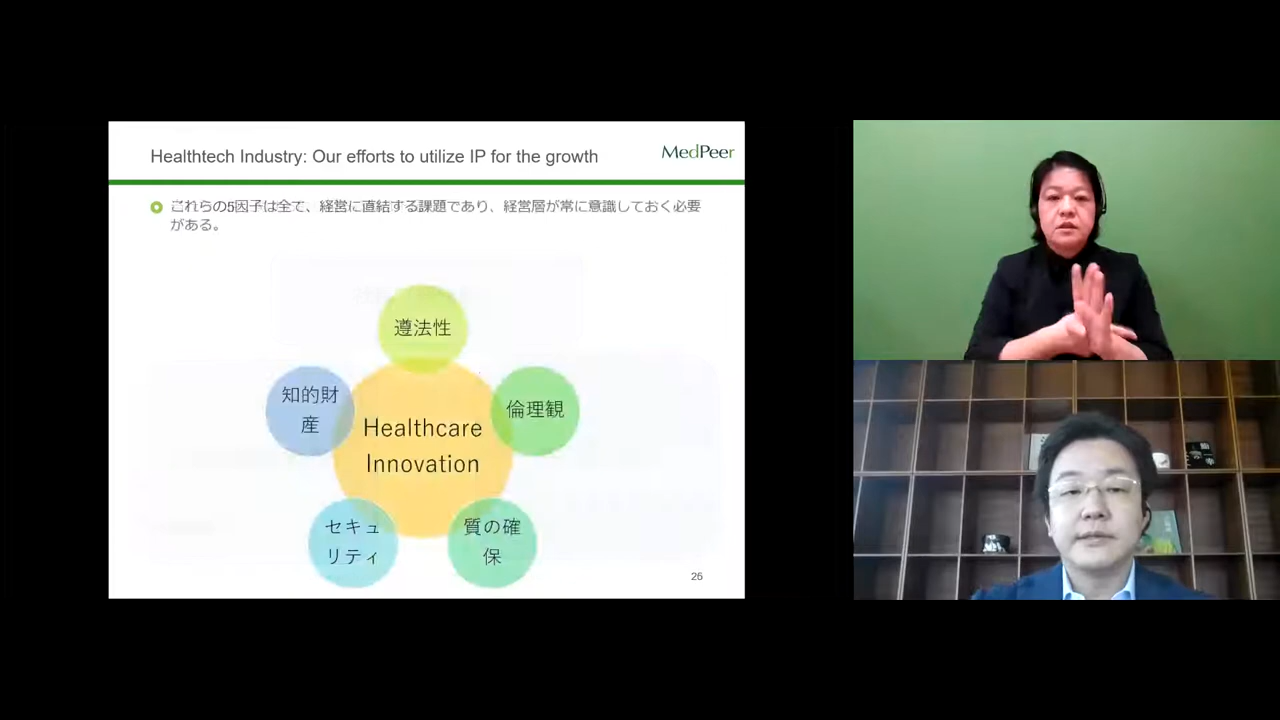 Healthtech Industry: Our efforts to utilize IP for the growth
MedPeer
これらの5因子は全て、経営に直結する課題であり、経営層が常に意識しておく必要
がある。
遵法性
知的財
産
倫理観
Healthcare
Innovation
セキュ
リティ
質の確
保
26